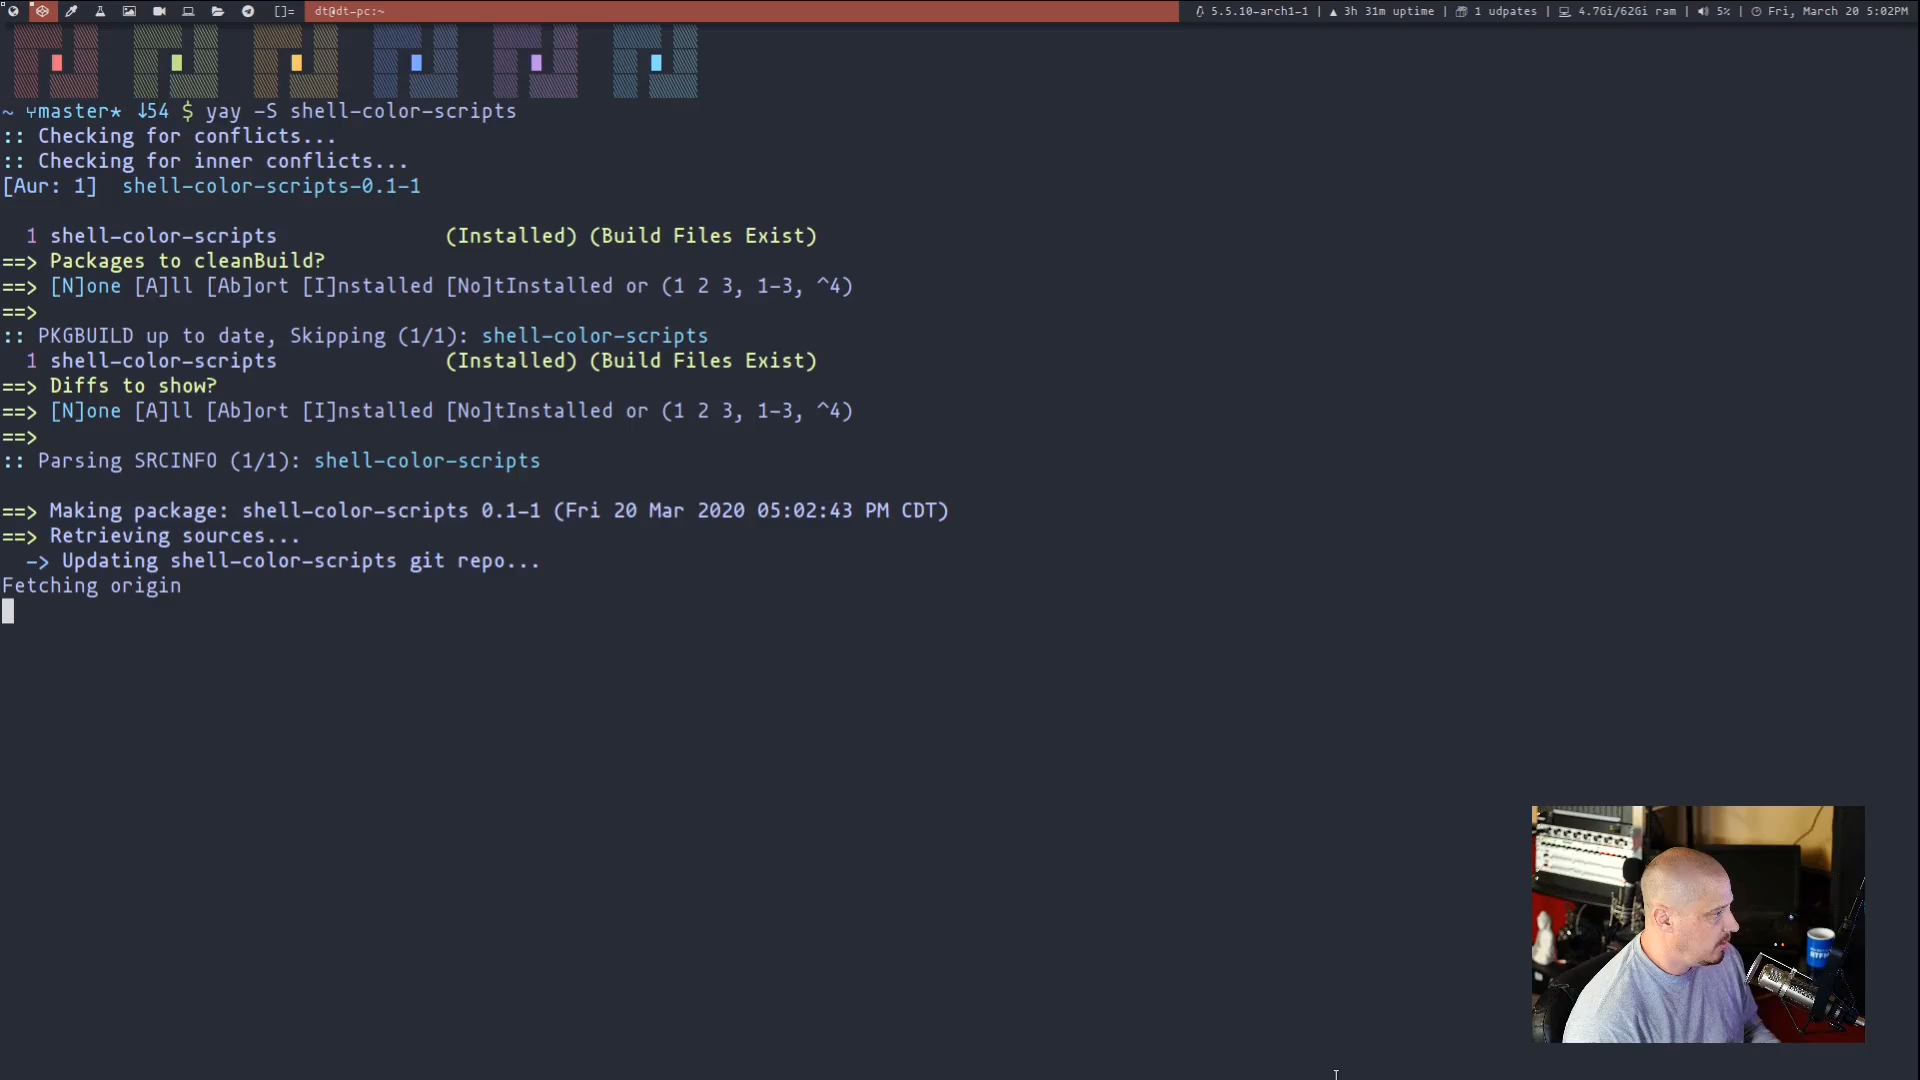 []= dt@dt-pc:~ 5.5.10-arch1-1 | ▲ 3h 31m uptime | 1 udpates | 4.7Gi/62Gi ram | 5% | Fri, March 20 5:02PM
~ master* ↓54 $ yay -S shell-color-scripts
:: Checking for conflicts...
:: Checking for inner conflicts...
[Aur: 1]  shell-color-scripts-0.1-1
1 shell-color-scripts (Installed) (Build Files Exist)
==> Packages to cleanBuild?
==> [N]one [A]ll [Ab]ort [I]nstalled [No]tInstalled or (1 2 3, 1-3, ^4)
==>
:: PKGBUILD up to date, Skipping (1/1): shell-color-scripts
1 shell-color-scripts (Installed) (Build Files Exist)
==> Diffs to show?
==> [N]one [A]ll [Ab]ort [I]nstalled [No]tInstalled or (1 2 3, 1-3, ^4)
==>
:: Parsing SRCINFO (1/1): shell-color-scripts
==> Making package: shell-color-scripts 0.1-1 (Fri 20 Mar 2020 05:02:43 PM CDT)
==> Retrieving sources...
-> Updating shell-color-scripts git repo...
Fetching origin